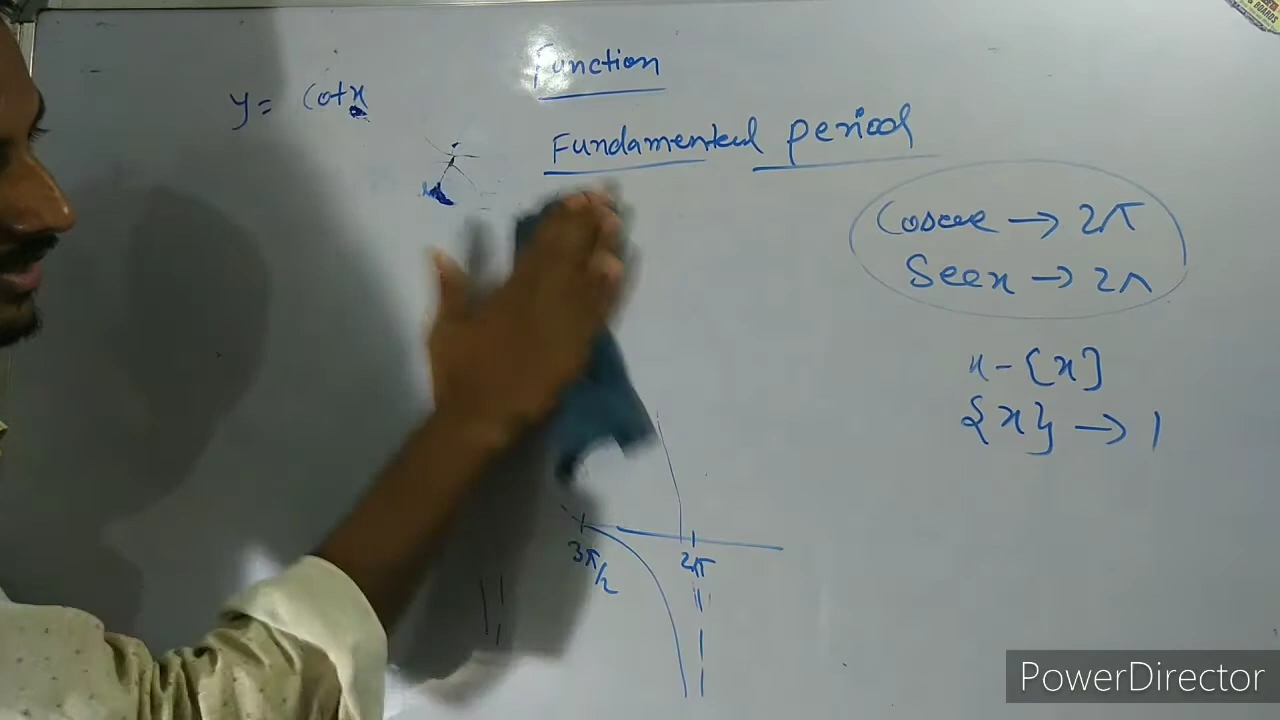 Function
y = Cotx
Fundamental period
Cosec → 2π
Secx → 2π
x - [x]
{x} → 1
3π/2
2π
PowerDirector